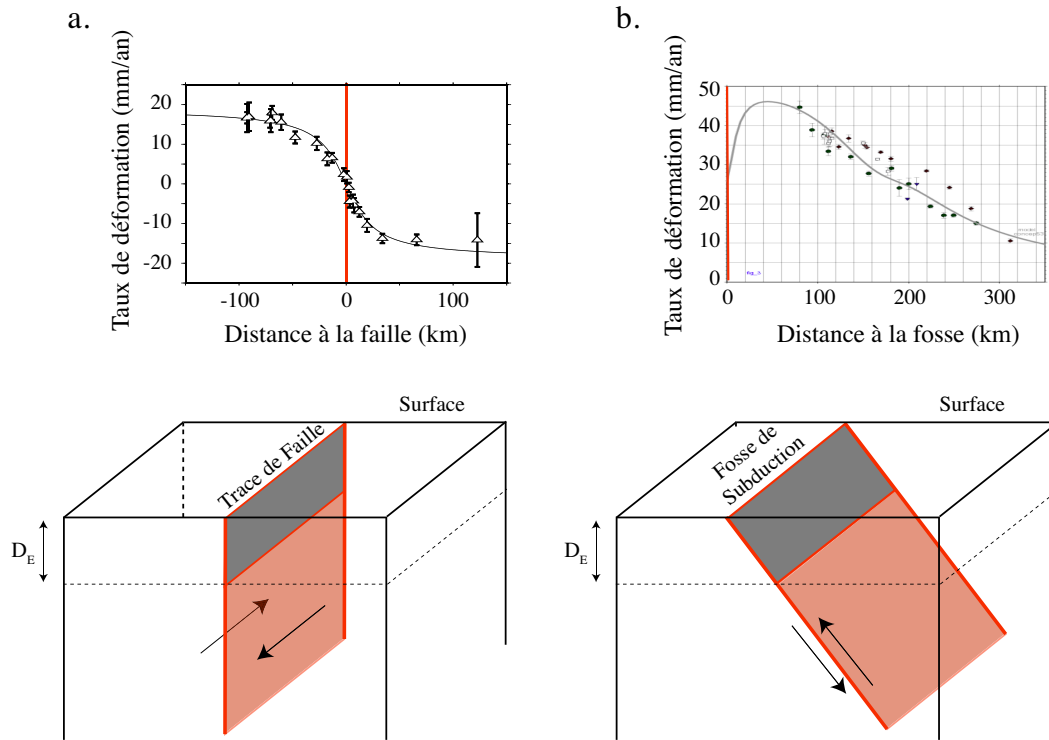 a.
Taux de déformation (mm/an)
20
10
0
-10
-20
-100
0
100
Distance à la faille (km)
b.
Taux de déformation (mm/an)
50
40
30
20
10
0
0
100
200
300
Distance à la fosse (km)
Surface
Trace de Faille
D_E
Surface
Fosse de
Subduction
D_E